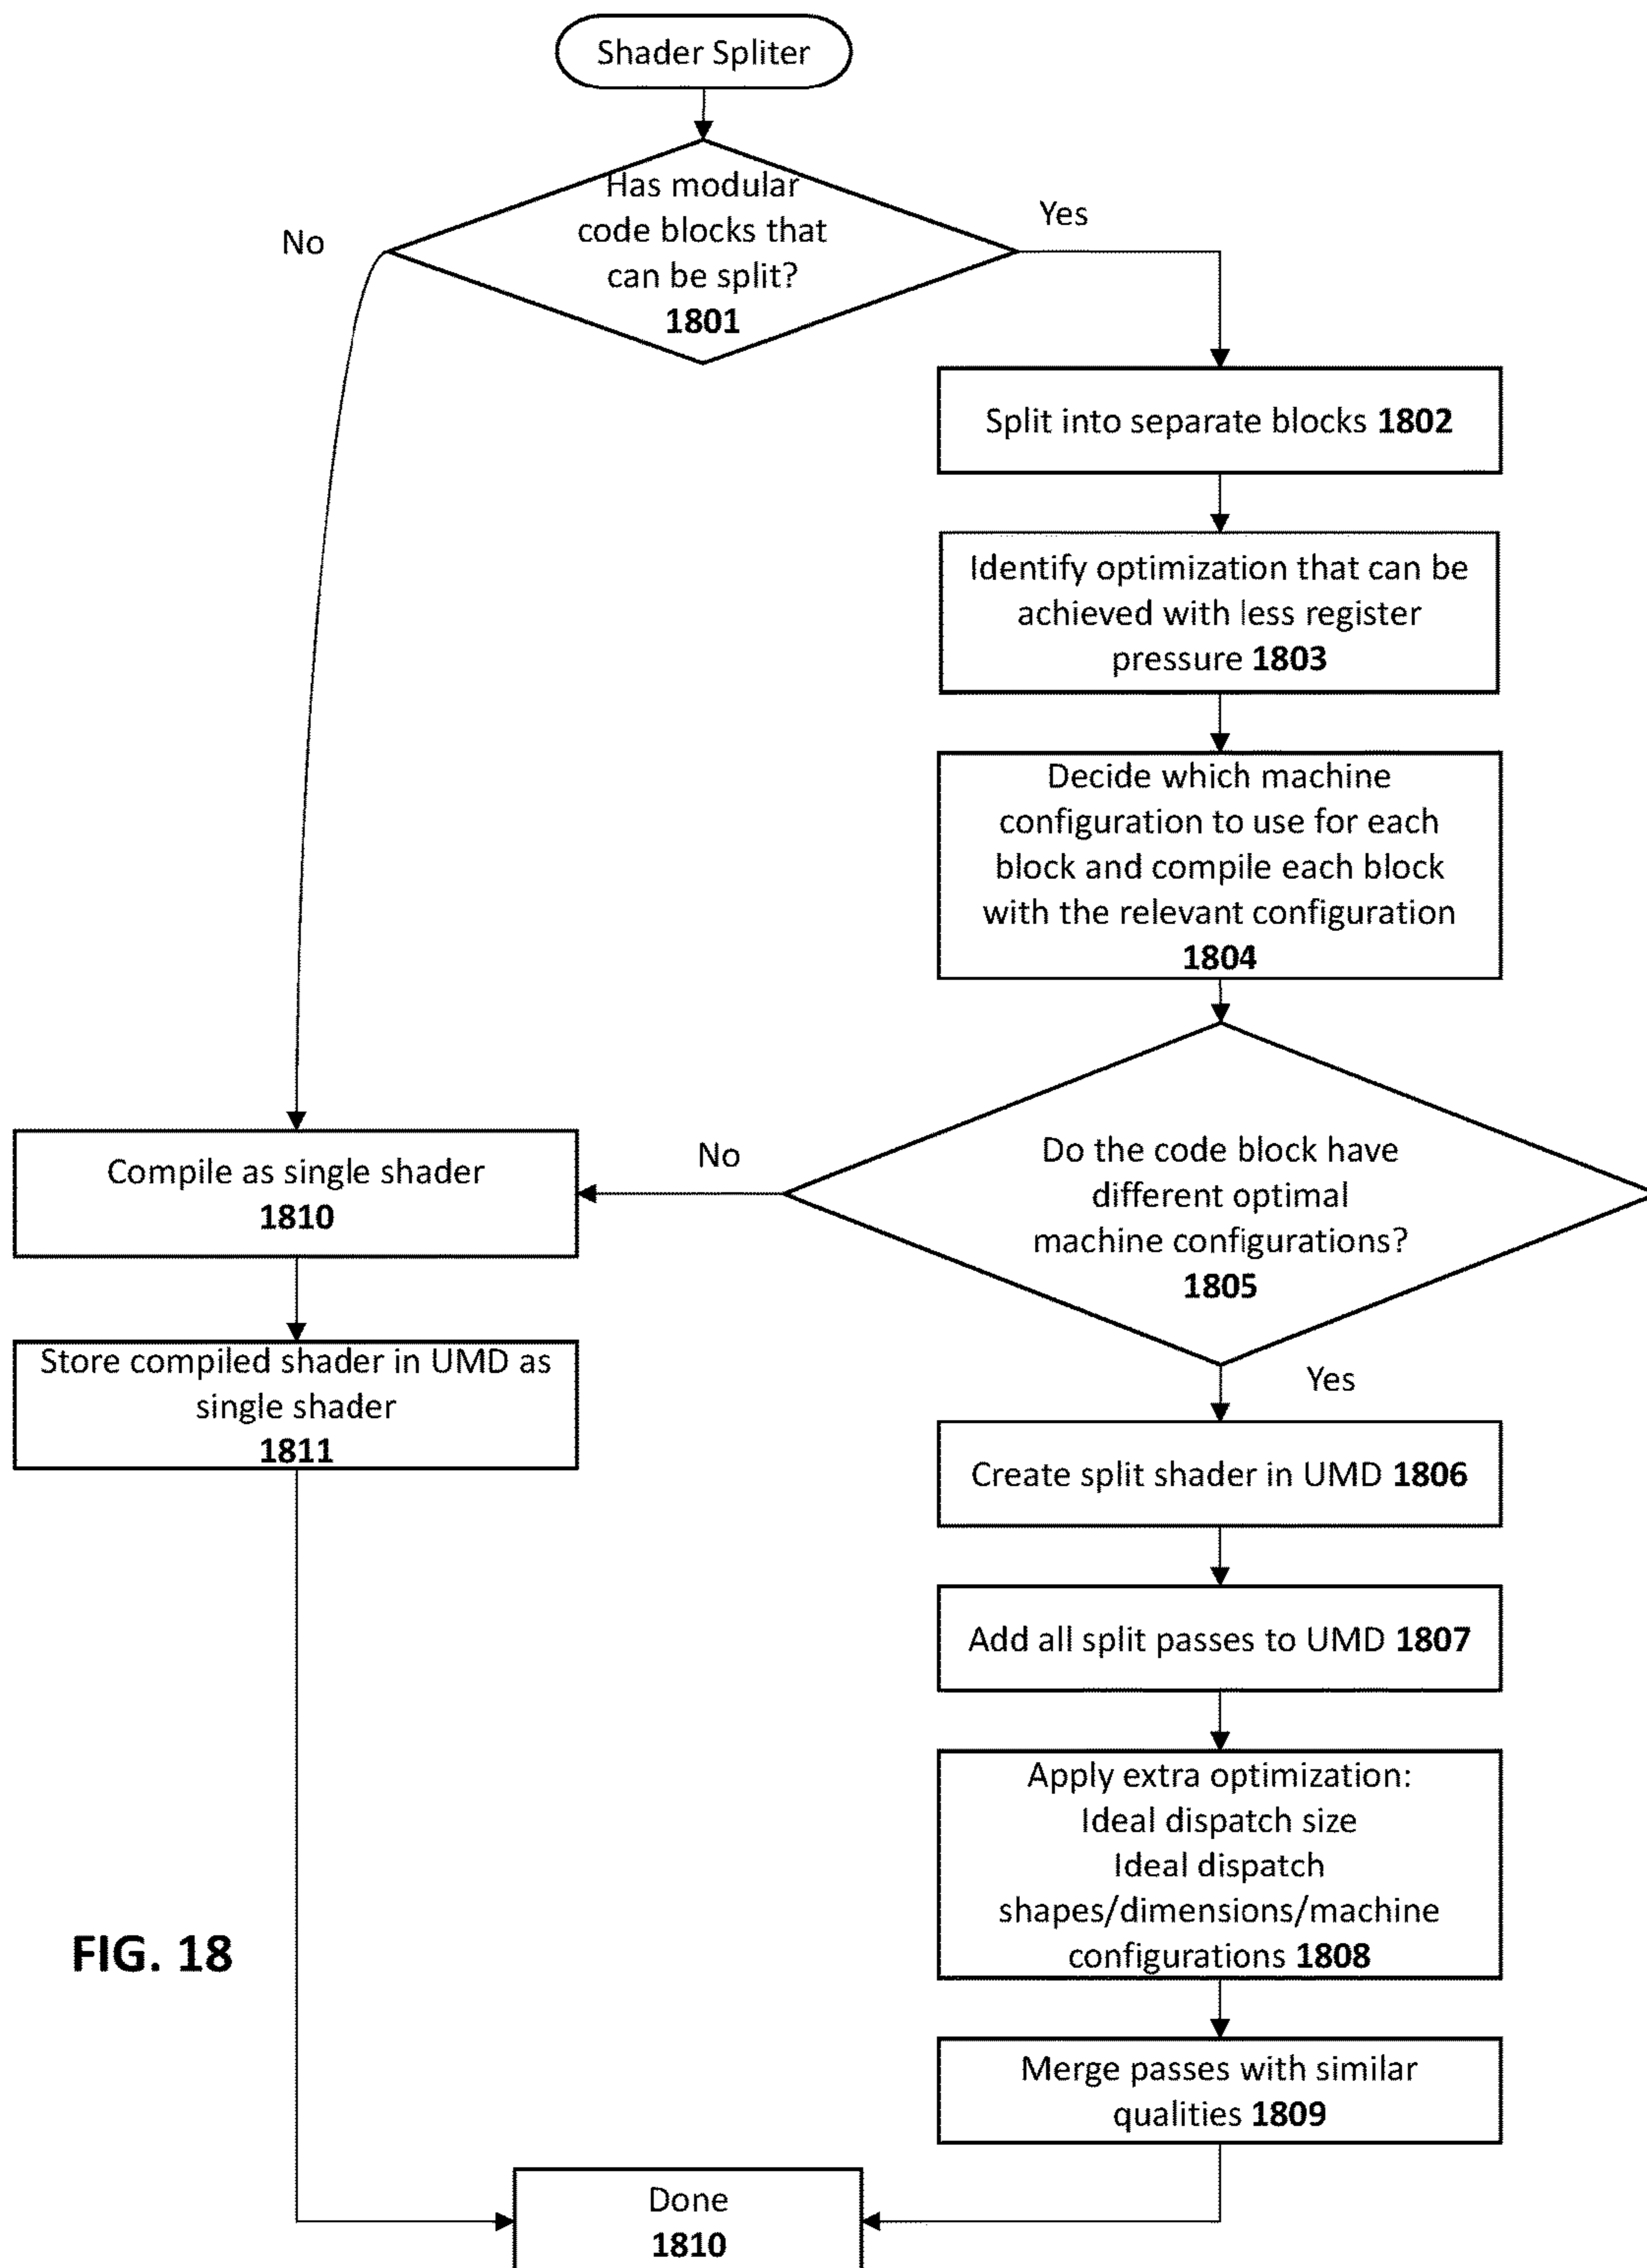 Shader Spliter
Has modular
code blocks that
can be split?
1801
No
Yes
Split into separate blocks 1802
Identify optimization that can be
achieved with less register
pressure 1803
Decide which machine
configuration to use for each
block and compile each block
with the relevant configuration
1804
Do the code block have
different optimal
machine configurations?
1805
No
Yes
Compile as single shader
1810
Store compiled shader in UMD as
single shader
1811
Create split shader in UMD 1806
Add all split passes to UMD 1807
Apply extra optimization:
Ideal dispatch size
Ideal dispatch
shapes/dimensions/machine
configurations 1808
Merge passes with similar
qualities 1809
Done
1810
FIG. 18